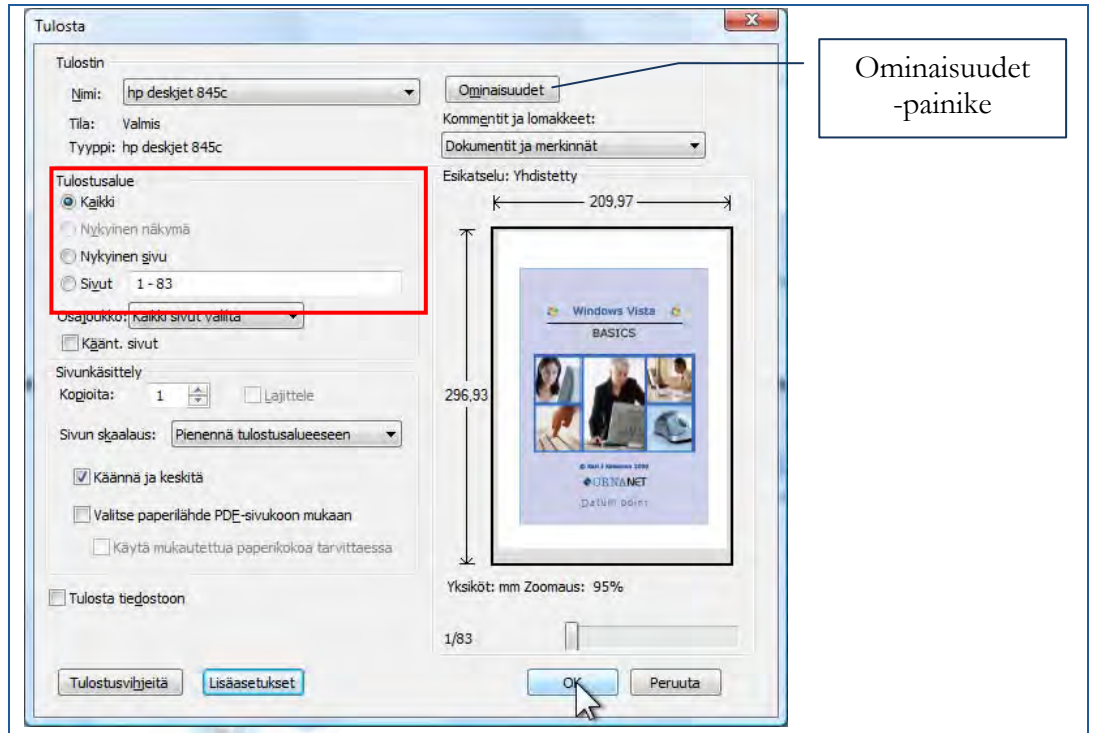 Tulosta
Tulostin
Nimi: hp deskjet 845c
Ominaisuudet
Tila: Valmis
Tyyppi: hp deskjet 845c
Kommentit ja lomakkeet:
Dokumentit ja merkinnät
Ominaisuudet
-painike
Tulostusalue
Kaikki
Nykyinen näkymä
Nykyinen sivu
Sivut 1 - 83
Osajoukko: Kaikki sivut väliltä
Käänt. sivut
Sivunkäsittely
Kopioita: 1 Lajittele
Sivun skaalaus: Pienennä tulostusalueeseen
Käännä ja keskitä
Valitse paperilähde PDF-sivukoon mukaan
Käytä mukautettua paperikokoa tarvittaessa
Tulosta tiedostoon
Esikatselu: Yhdistetty
209,97
296,93
Windows Vista
BASICS
Datum point
Yksiköt: mm Zoomaus: 95%
1/83
Tulostusvihjeitä
Lisäasetukset
OK
Peruuta